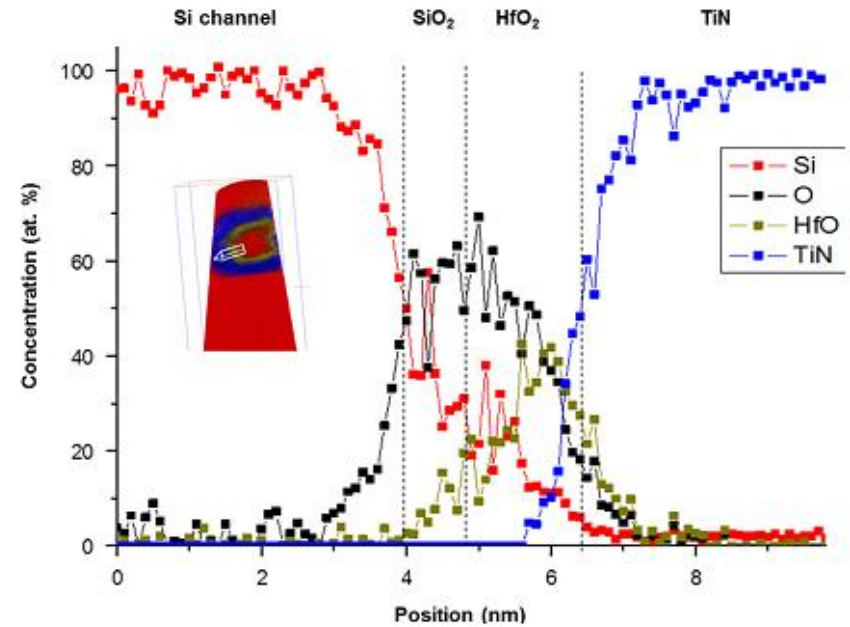 Si channel SiO₂ HfO₂ TiN
100
80
60
40
20
0
Concentration (at. %)
Si
O
HfO
TiN
0 2 4 6 8
Position (nm)